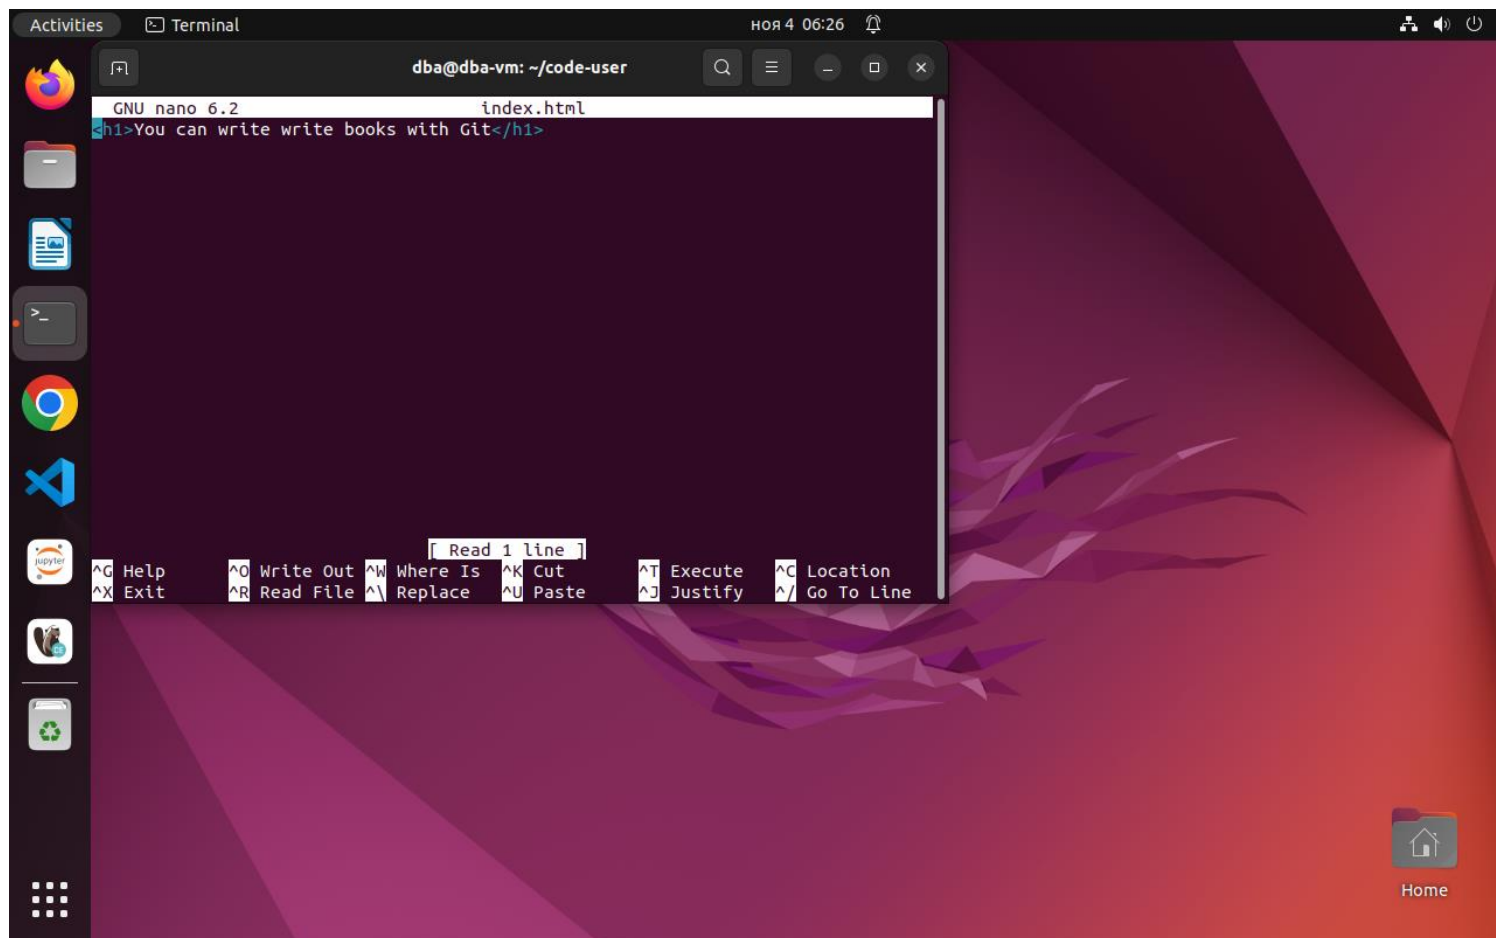 Activities Terminal ноя 4 06:26
dba@dba-vm: ~/code-user
GNU nano 6.2 index.html
<h1>You can write write books with Git</h1>
[ Read 1 line ]
^G Help ^O Write Out ^W Where Is ^K Cut ^T Execute ^C Location
^X Exit ^R Read File ^\ Replace ^U Paste ^J Justify ^/ Go To Line
>_
jupyter
CE
Home